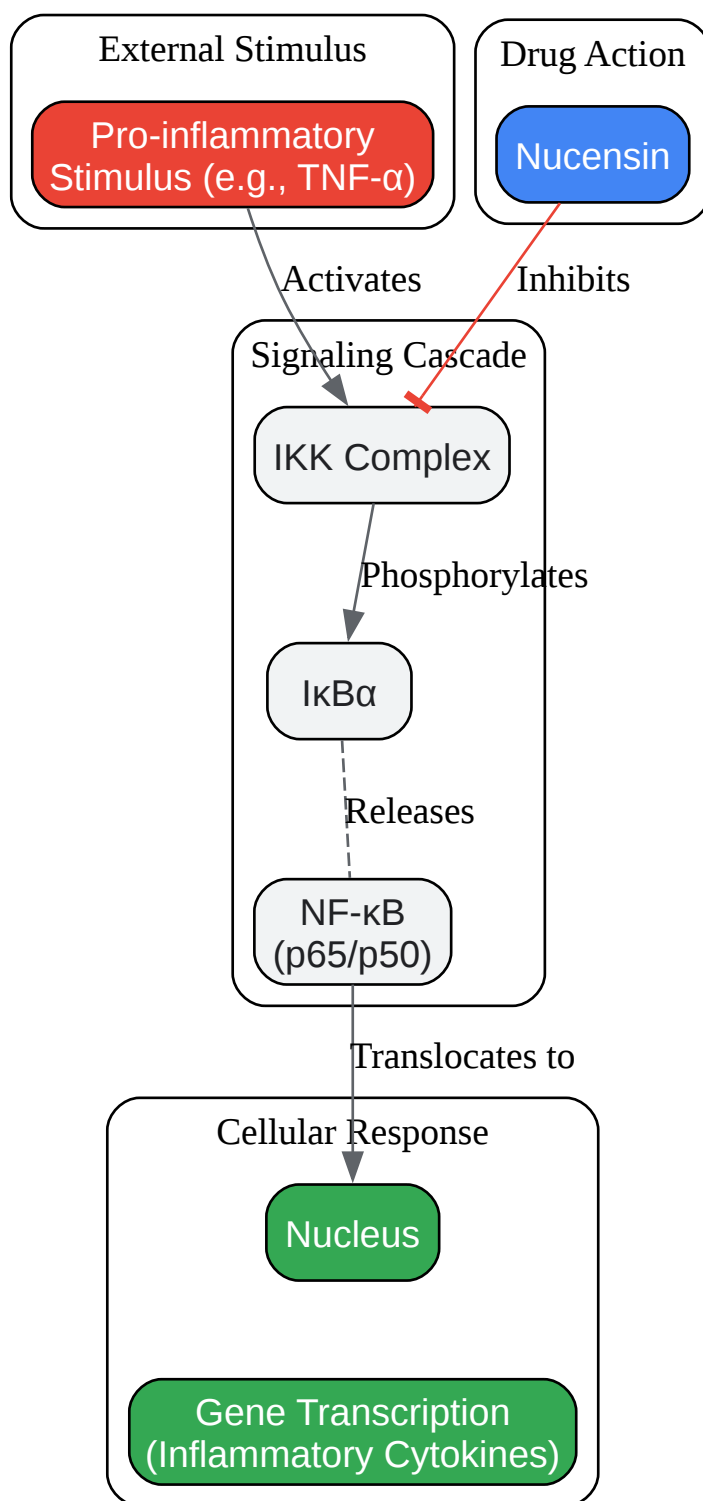 External Stimulus
Pro-inflammatory
Stimulus (e.g., TNF-α)
Drug Action
Nucensin
Activates
Inhibits
Signaling Cascade
IKK Complex
Phosphorylates
IκBα
Releases
NF-κB
(p65/p50)
Translocates to
Cellular Response
Nucleus
Gene Transcription
(Inflammatory Cytokines)